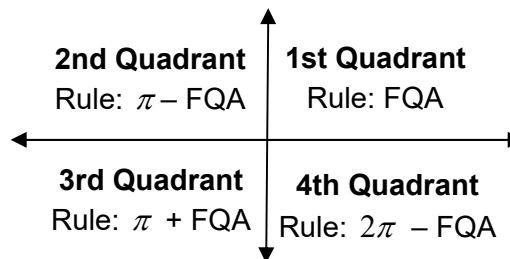 2nd Quadrant
Rule: π – FQA
1st Quadrant
Rule: FQA
3rd Quadrant
Rule: π + FQA
4th Quadrant
Rule: 2π – FQA